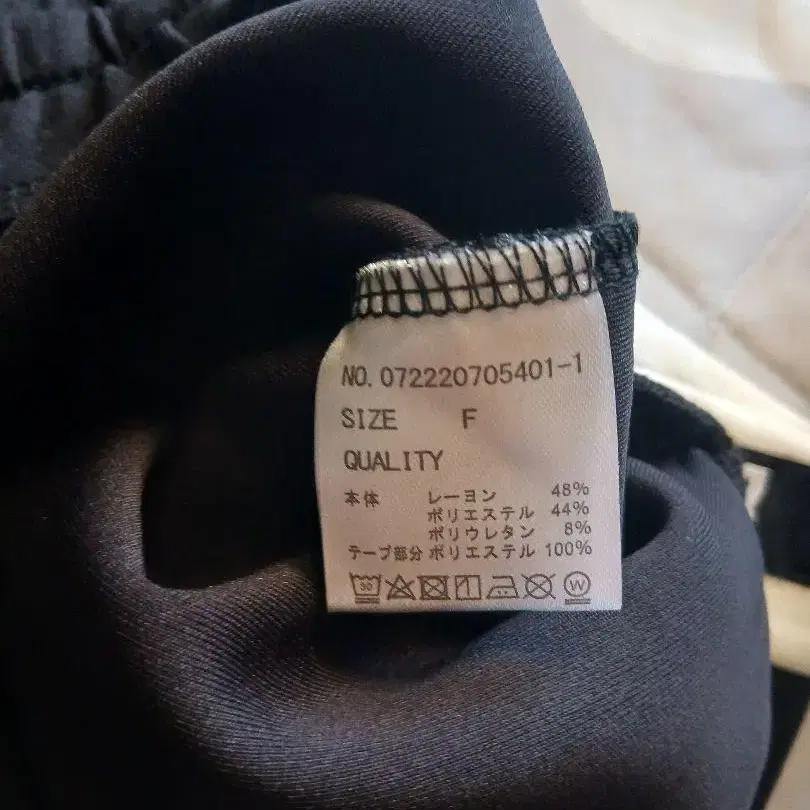 NO. 072220705401-1
SIZE F
QUALITY
本体 レーヨン 48%
ポリエステル 44%
ポリウレタン 8%
テープ部分 ポリエステル 100%
30 W